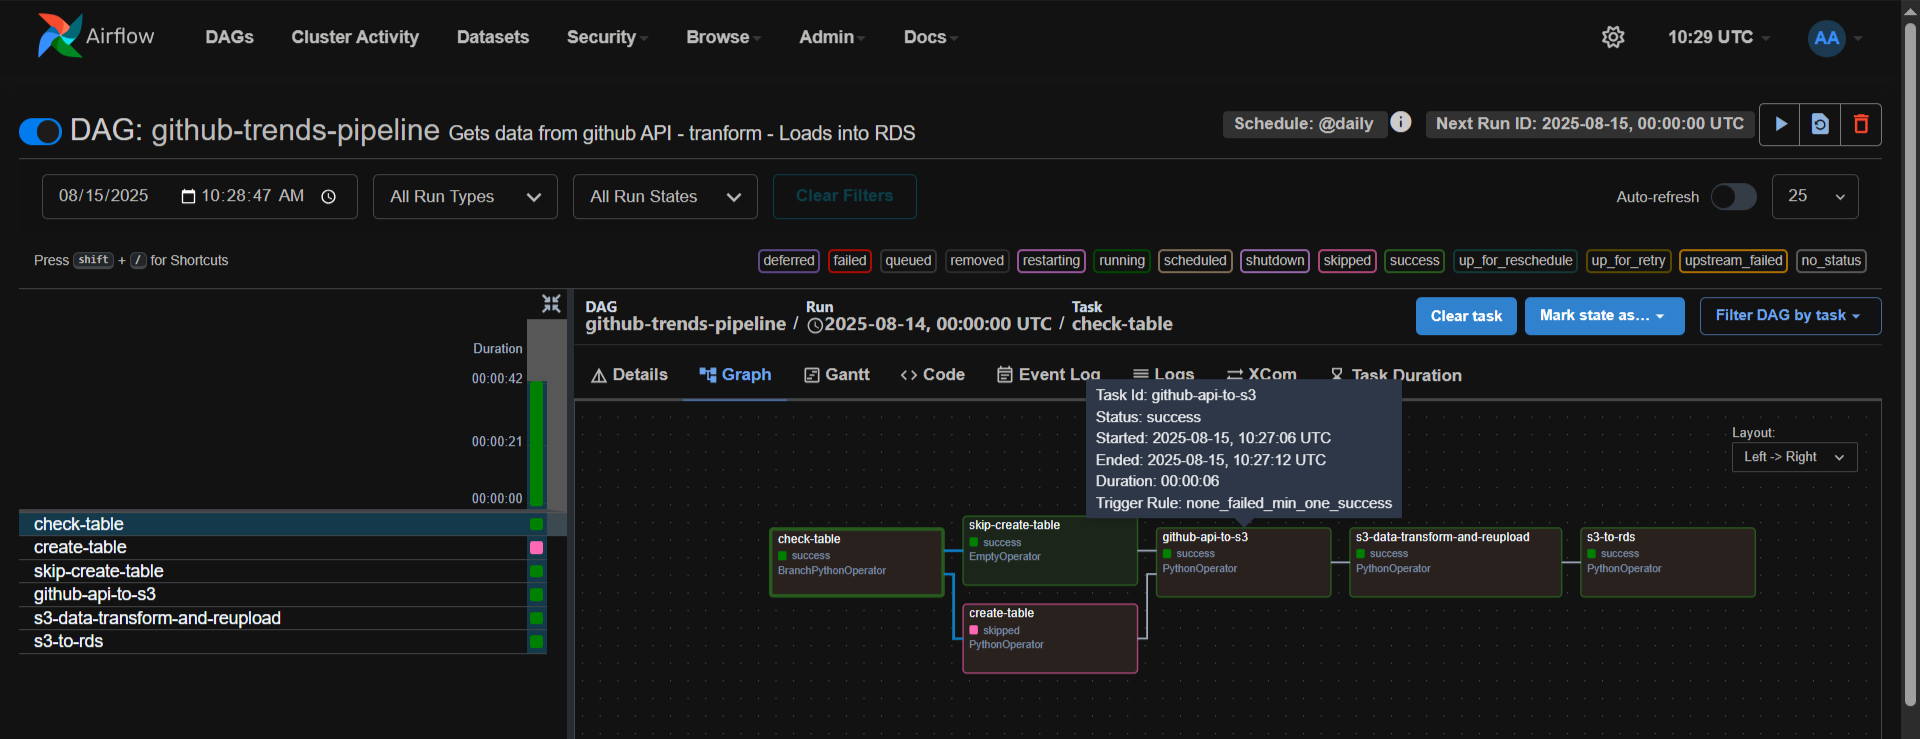 Airflow
DAGs
Cluster Activity
Datasets
Security
Browse
Admin
Docs
10:29 UTC
AA
DAG: github-trends-pipeline Gets data from github API - tranform - Loads into RDS
Schedule: @daily
i
Next Run ID: 2025-08-15, 00:00:00 UTC
08/15/2025 10:28:47 AM
All Run Types
All Run States
Clear Filters
Auto-refresh
25
Press shift + / for Shortcuts
deferred
failed
queued
removed
restarting
running
scheduled
shutdown
skipped
success
up_for_reschedule
up_for_retry
upstream_failed
no_status
Duration
00:00:42
00:00:21
00:00:00
check-table
create-table
skip-create-table
github-api-to-s3
s3-data-transform-and-reupload
s3-to-rds
DAG
github-trends-pipeline /
Run
2025-08-14, 00:00:00 UTC /
Task
check-table
Clear task
Mark state as...
Filter DAG by task
Details
Graph
Gantt
Code
Event Log
Logs
XCom
Task Duration
Task Id: github-api-to-s3
Status: success
Started: 2025-08-15, 10:27:06 UTC
Ended: 2025-08-15, 10:27:12 UTC
Duration: 00:00:06
Trigger Rule: none_failed_min_one_success
Layout:
Left -> Right
check-table
success
BranchPythonOperator
skip-create-table
success
EmptyOperator
create-table
skipped
PythonOperator
github-api-to-s3
success
PythonOperator
s3-data-transform-and-reupload
success
PythonOperator
s3-to-rds
success
PythonOperator